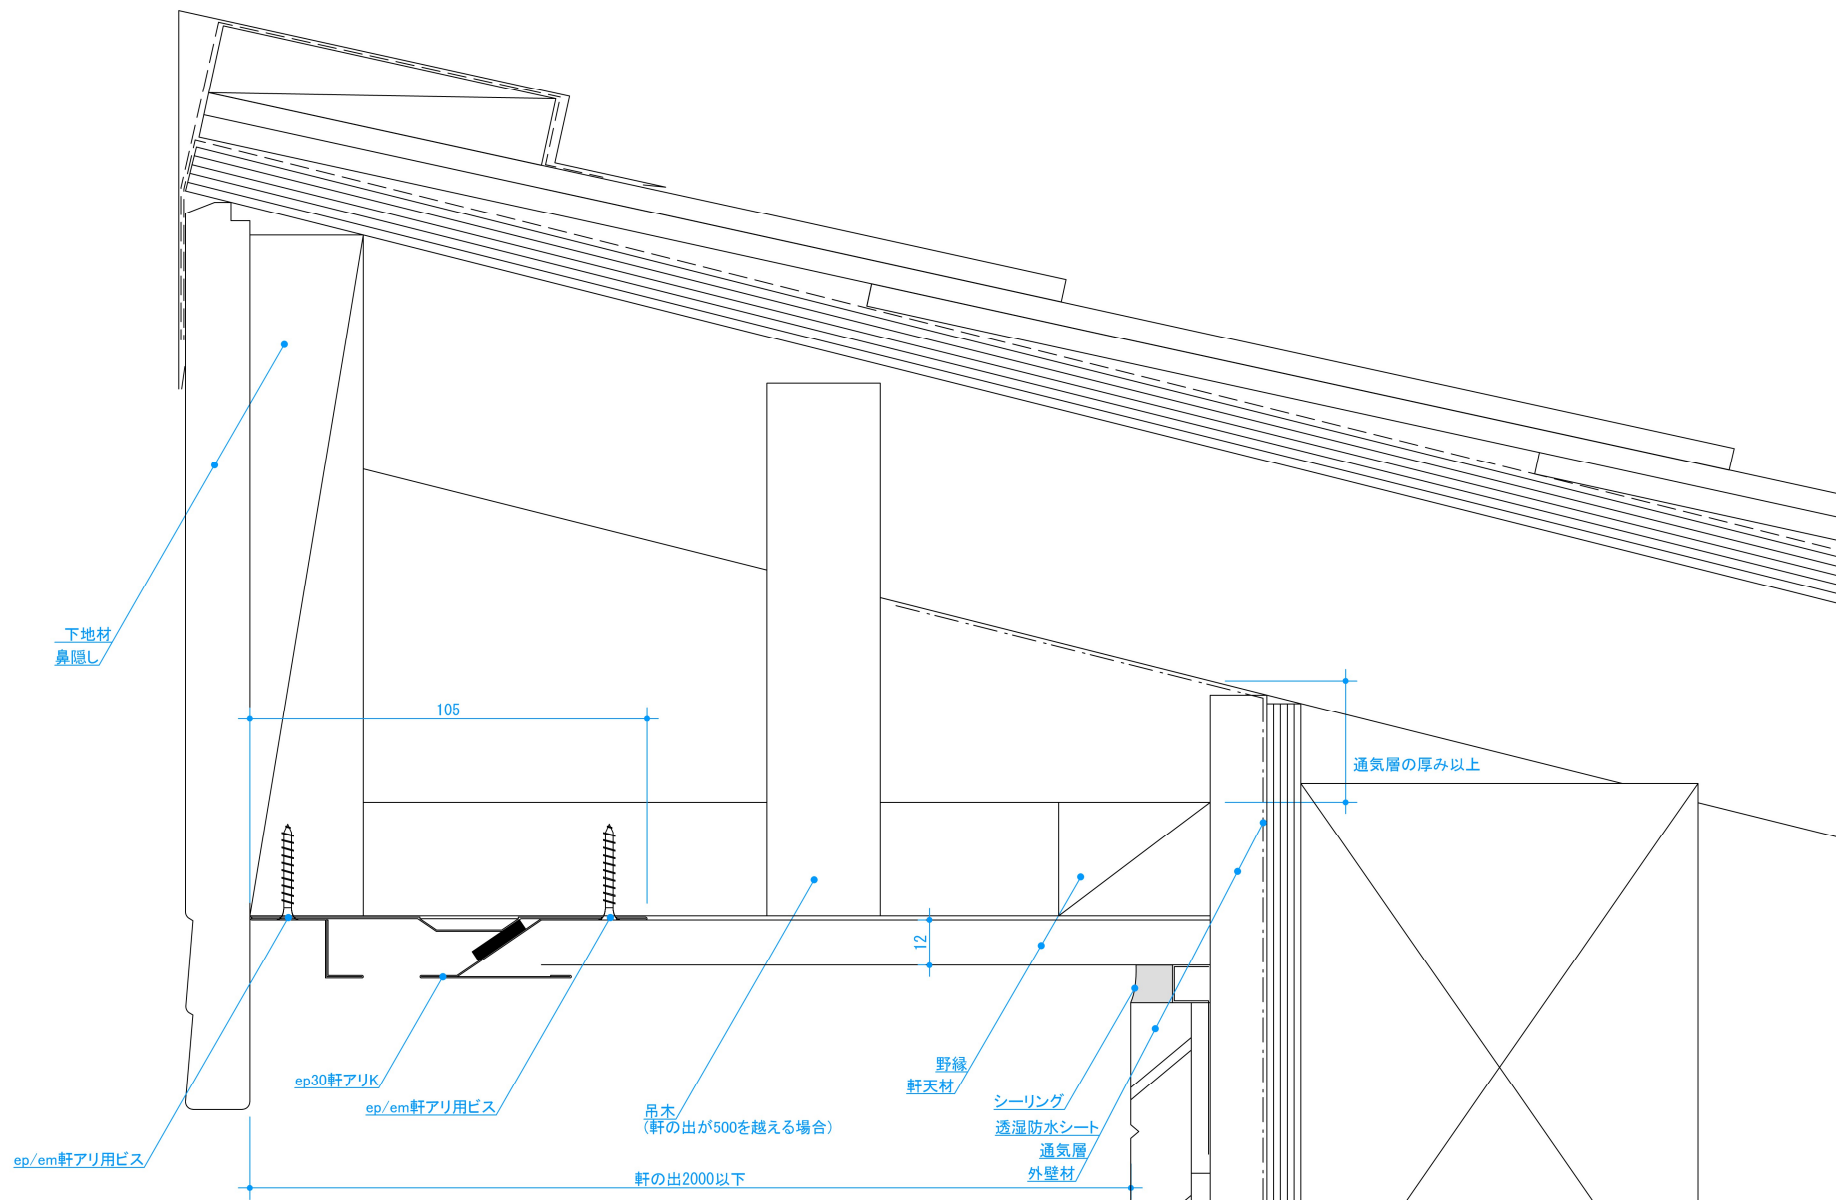 下地材
鼻隠し
105
通気層の厚み以上
12
ep30軒アリK
ep/em軒アリ用ビス
ep/em軒アリ用ビス
吊木
(軒の出が500を越える場合)
野縁
軒天材
シーリング
透湿防水シート
通気層
外壁材
軒の出2000以下